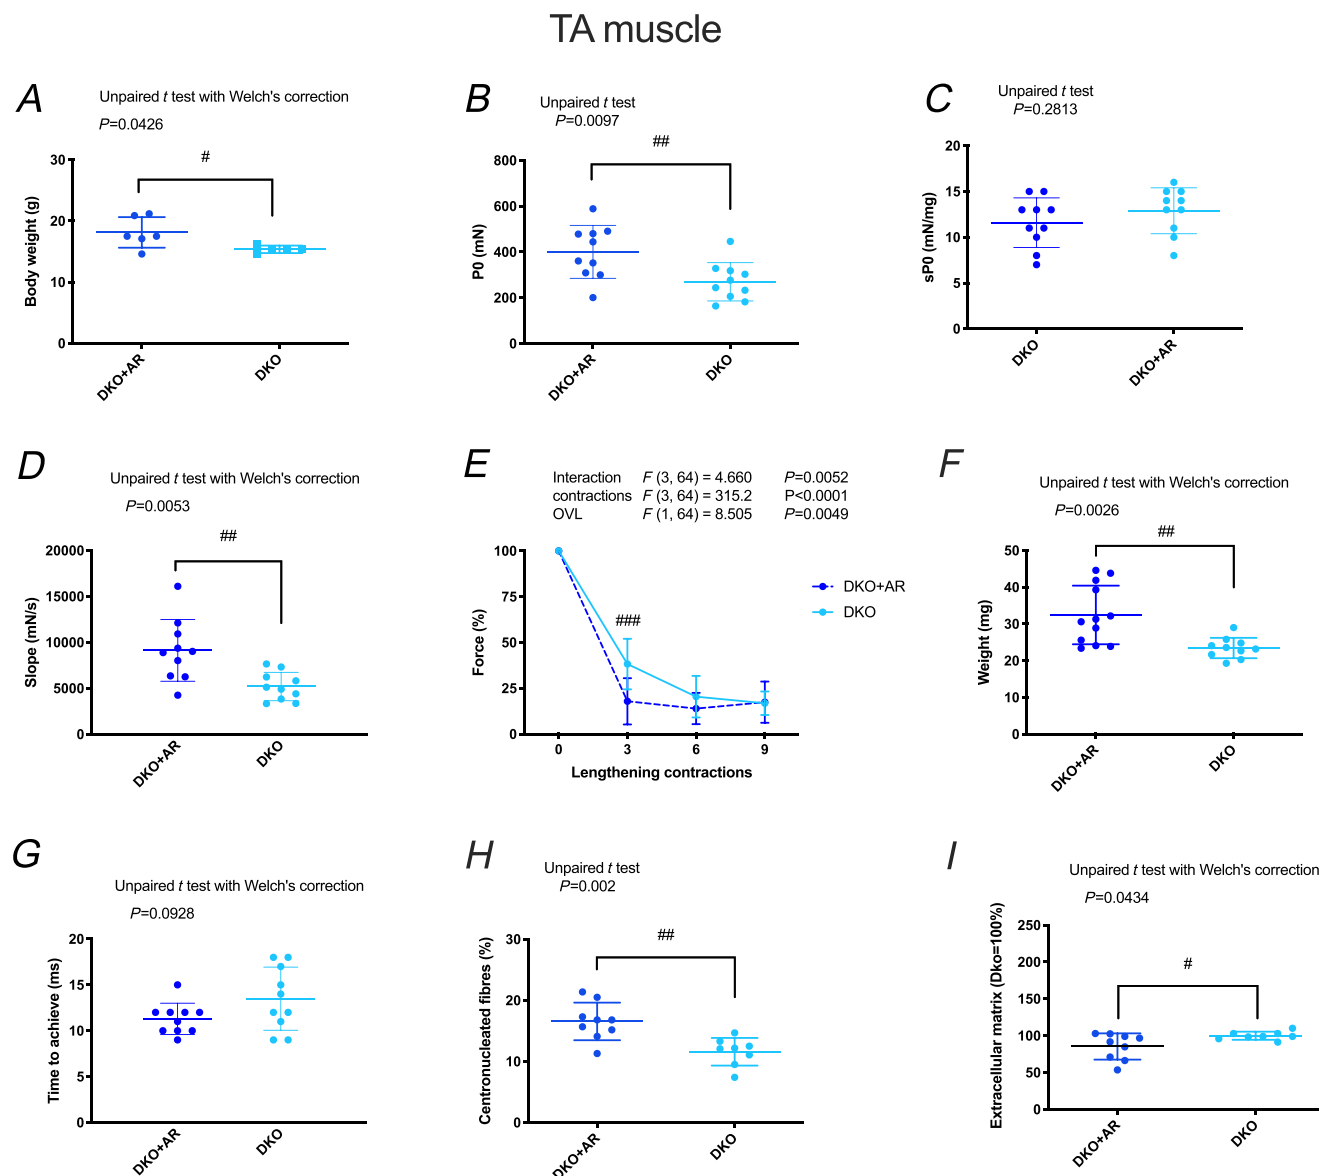 TA muscle
A
Unpaired t test with Welch's correction
P=0.0426
#
Body weight (g)
30
20
10
0
DKO+AR
DKO
B
Unpaired t test
P=0.0097
##
P0 (mN)
800
600
400
200
0
DKO+AR
DKO
C
Unpaired t test
P=0.2813
sP0 (mN/mg)
20
15
10
5
0
DKO
DKO+AR
D
Unpaired t test with Welch's correction
P=0.0053
##
Slope (mN/s)
20000
15000
10000
5000
0
DKO+AR
DKO
E
Interaction F (3, 64) = 4.660 P=0.0052
contractions F (3, 64) = 315.2 P<0.0001
OVL F (1, 64) = 8.505 P=0.0049
Force (%)
100
75
50
25
0
###
0 3 6 9
Lengthening contractions
DKO+AR
DKO
F
Unpaired t test with Welch's correction
P=0.0026
##
Weight (mg)
50
40
30
20
10
0
DKO+AR
DKO
G
Unpaired t test with Welch's correction
P=0.0928
Time to achieve (ms)
20
15
10
5
0
DKO+AR
DKO
H
Unpaired t test
P=0.002
##
Centronucleated fibres (%)
30
20
10
0
DKO+AR
DKO
I
Unpaired t test with Welch's correction
P=0.0434
#
Extracellular matrix (Dko=100%)
250
200
150
100
50
0
DKO+AR
DKO